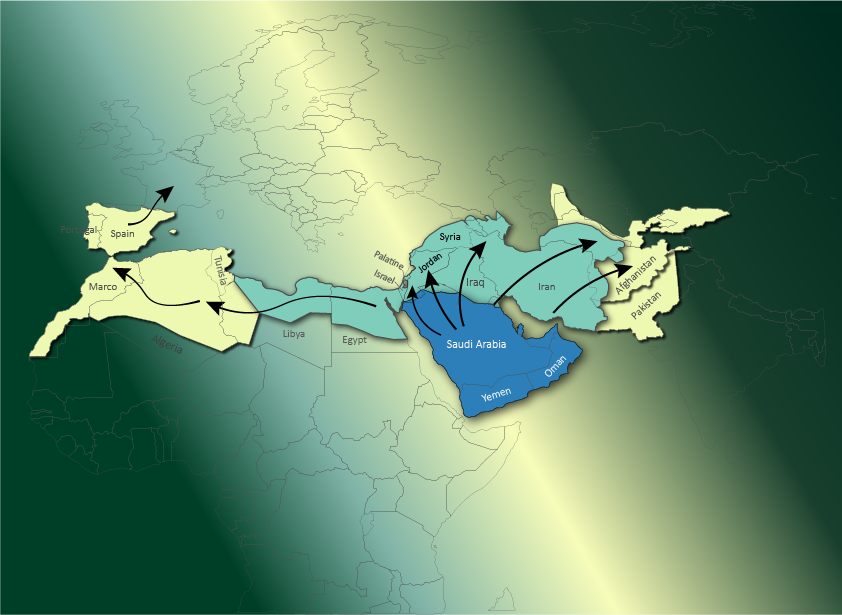 Portugal
Spain
Marco
Tunisia
Algeria
Libya
Egypt
Palatine
Israel
Syria
Jordan
Iraq
Iran
Afghanistan
Pakistan
Saudi Arabia
Yemen
Oman